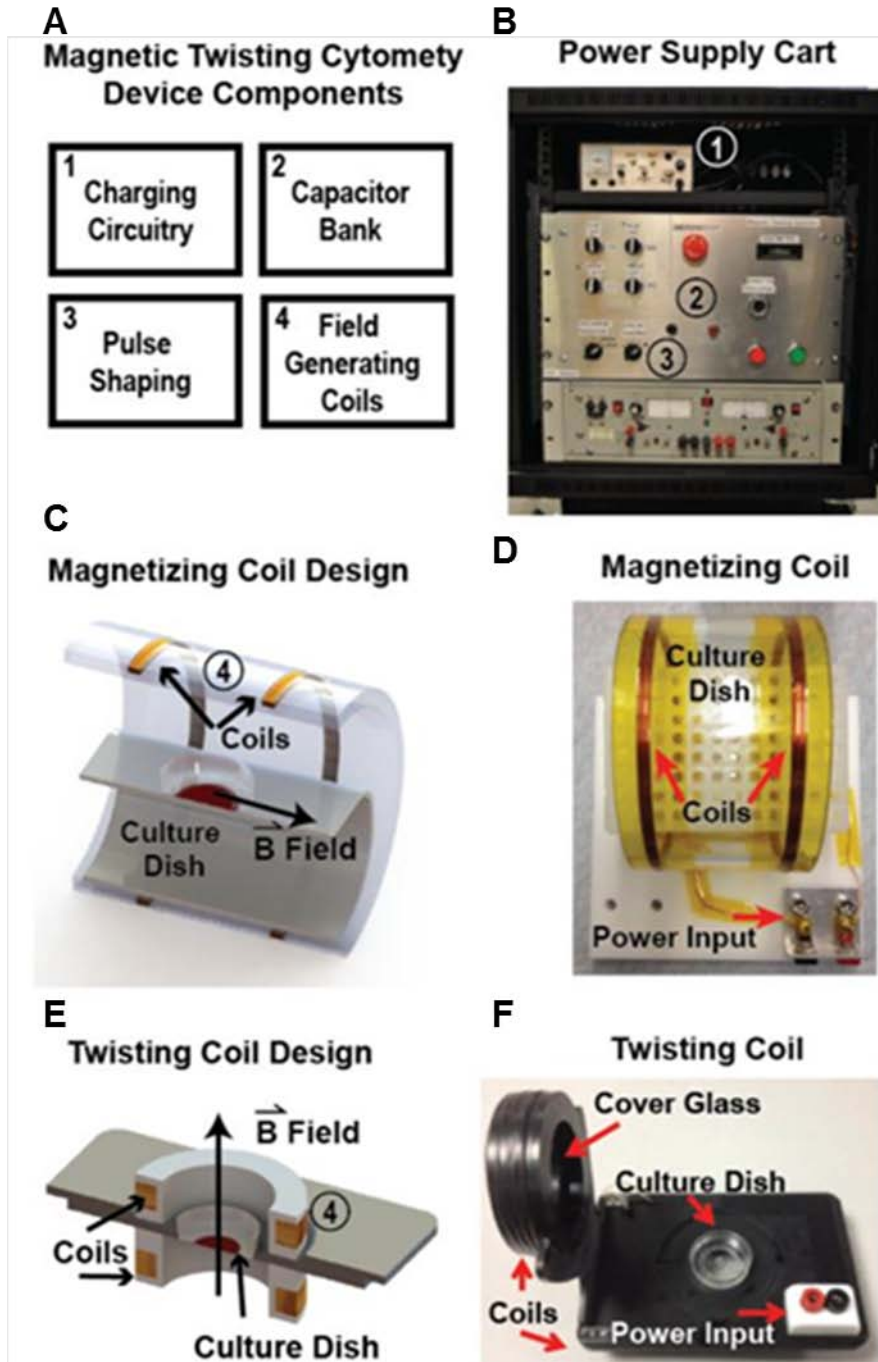 A
Magnetic Twisting Cytomety
Device Components
1
Charging
Circuitry
2
Capacitor
Bank
3
Pulse
Shaping
4
Field
Generating
Coils
B
Power Supply Cart
1
2
3
C
Magnetizing Coil Design
4
Coils
Culture
Dish
B Field
D
Magnetizing Coil
Culture
Dish
Coils
Power Input
E
Twisting Coil Design
B Field
4
Coils
Culture Dish
F
Twisting Coil
Cover Glass
Culture Dish
Coils
Power Input